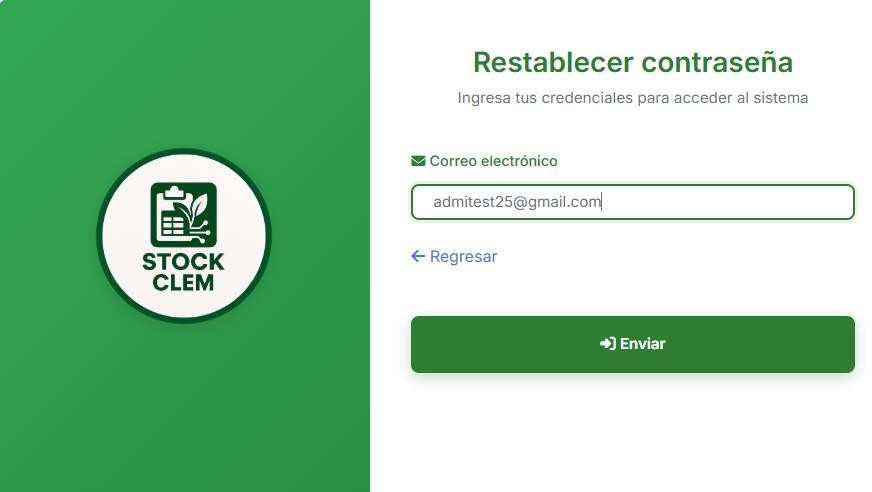 STOCK
CLEM
Restablecer contraseña
Ingresa tus credenciales para acceder al sistema
Correo electrónico
admitest25@gmail.com
Regresar
Enviar